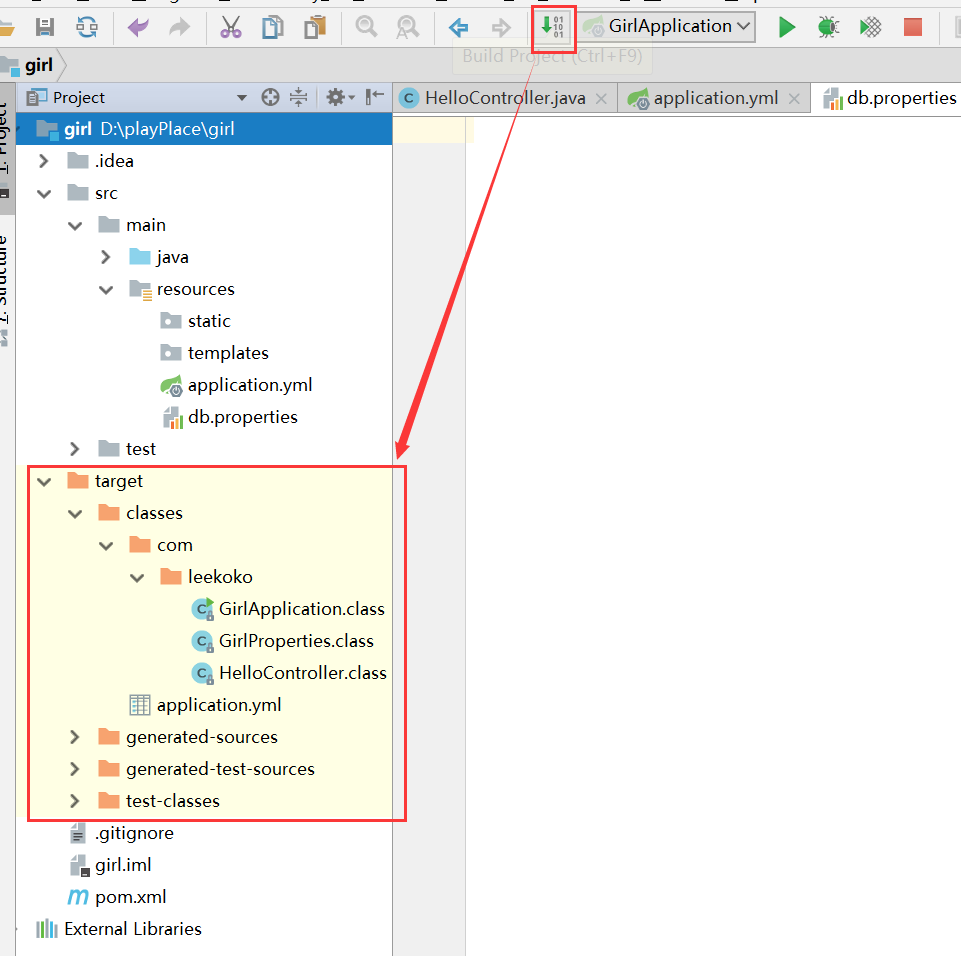 GirlApplication
Build Project (Ctrl+F9)
girl
Project
HelloController.java
application.yml
db.properties
1: Project
7: Structure
girl D:\playPlace\girl
.idea
src
main
java
resources
static
templates
application.yml
db.properties
test
target
classes
com
leekoko
GirlApplication.class
GirlProperties.class
HelloController.class
application.yml
generated-sources
generated-test-sources
test-classes
.gitignore
girl.iml
pom.xml
External Libraries